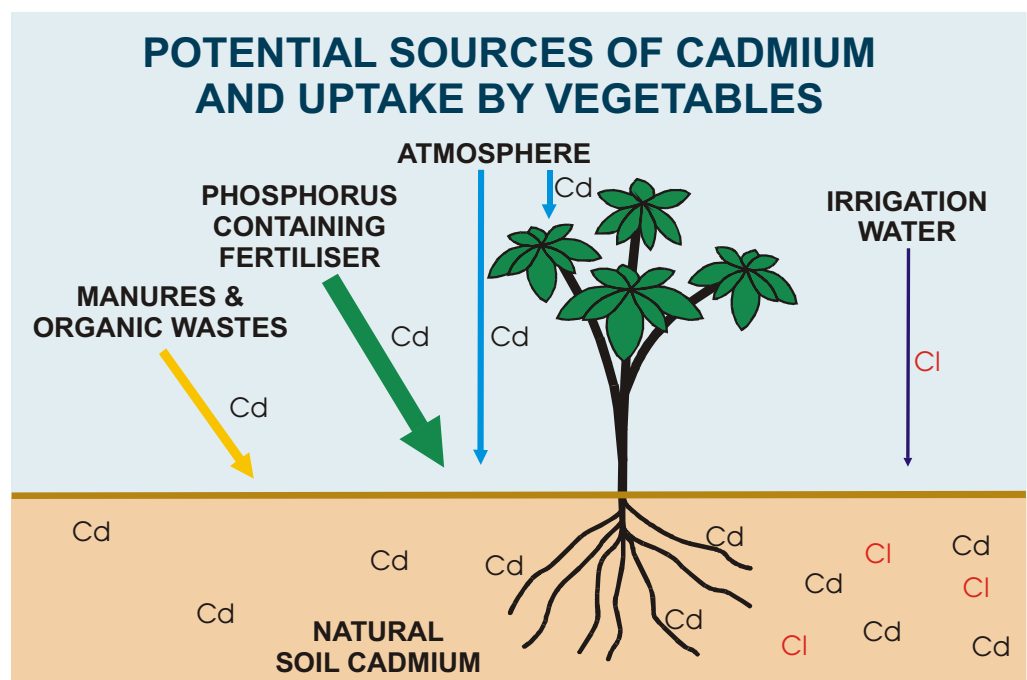 POTENTIAL SOURCES OF CADMIUM
AND UPTAKE BY VEGETABLES
ATMOSPHERE
Cd
PHOSPHORUS
CONTAINING
FERTILISER
IRRIGATION
WATER
MANURES &
ORGANIC WASTES
Cd
Cd
Cl
Cd
Cd
Cd
Cd
Cd
Cl
Cd
Cd
Cl
Cd
Cd
Cd
Cl
Cd
NATURAL
SOIL CADMIUM